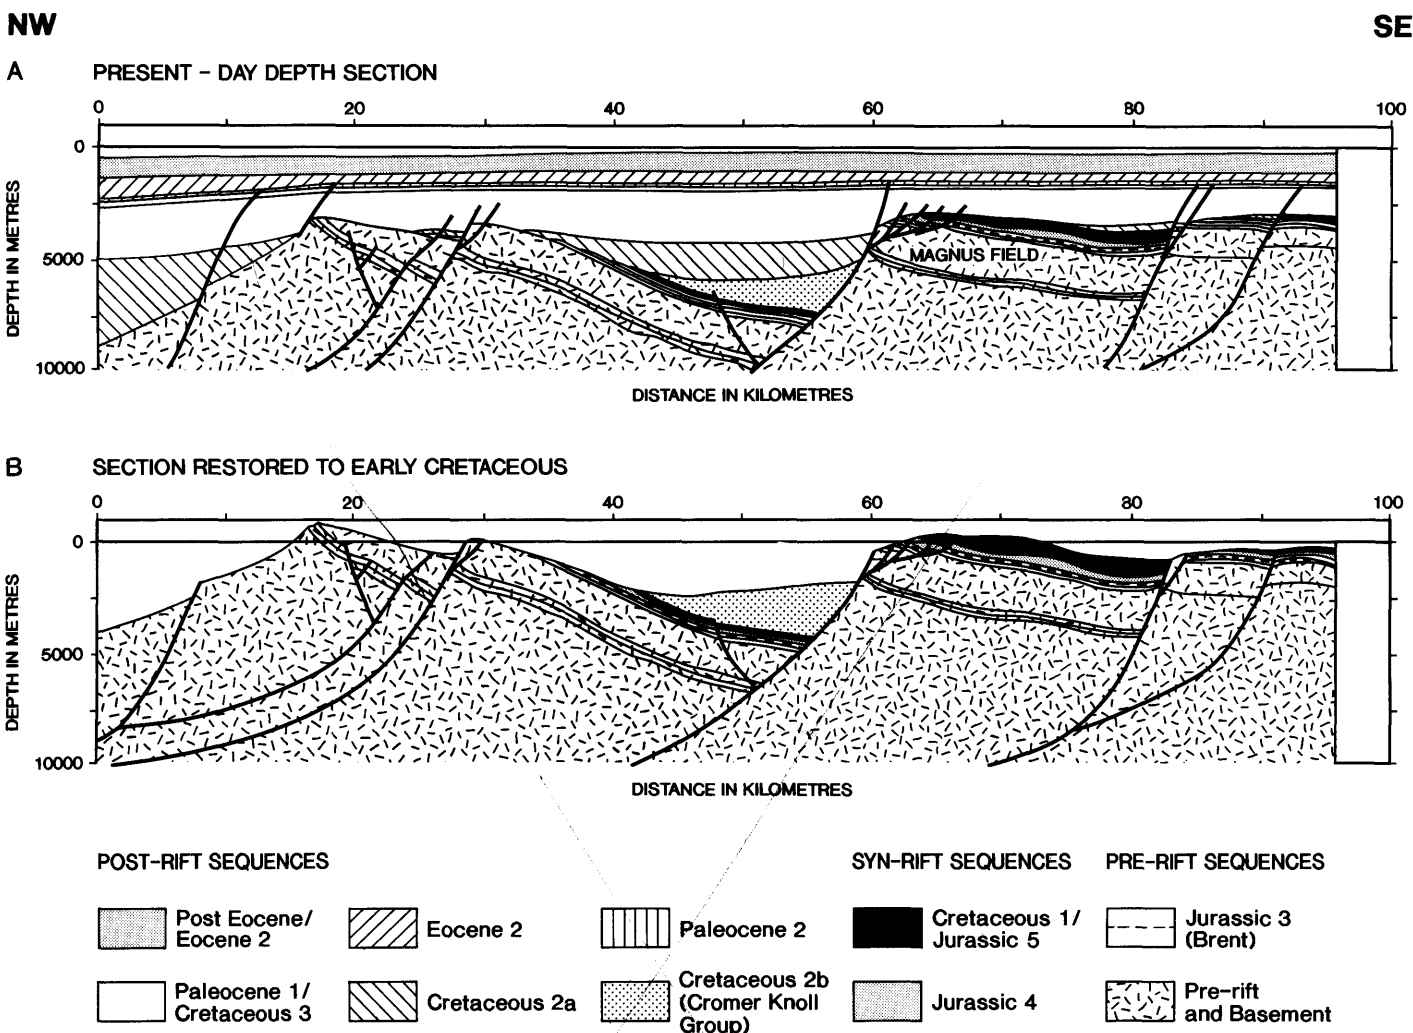 NW
SE
A PRESENT - DAY DEPTH SECTION
0 20 40 60 80 100
0
5000
10000
DEPTH IN METRES
MAGNUS FIELD
DISTANCE IN KILOMETRES
B SECTION RESTORED TO EARLY CRETACEOUS
0 20 40 60 80 100
0
5000
10000
DEPTH IN METRES
DISTANCE IN KILOMETRES
POST-RIFT SEQUENCES
Post Eocene/
Eocene 2
Eocene 2
Paleocene 2
Paleocene 1/
Cretaceous 3
Cretaceous 2a
Cretaceous 2b
(Cromer Knoll
Group)
SYN-RIFT SEQUENCES
Cretaceous 1/
Jurassic 5
Jurassic 4
PRE-RIFT SEQUENCES
Jurassic 3
(Brent)
Pre-rift
and Basement